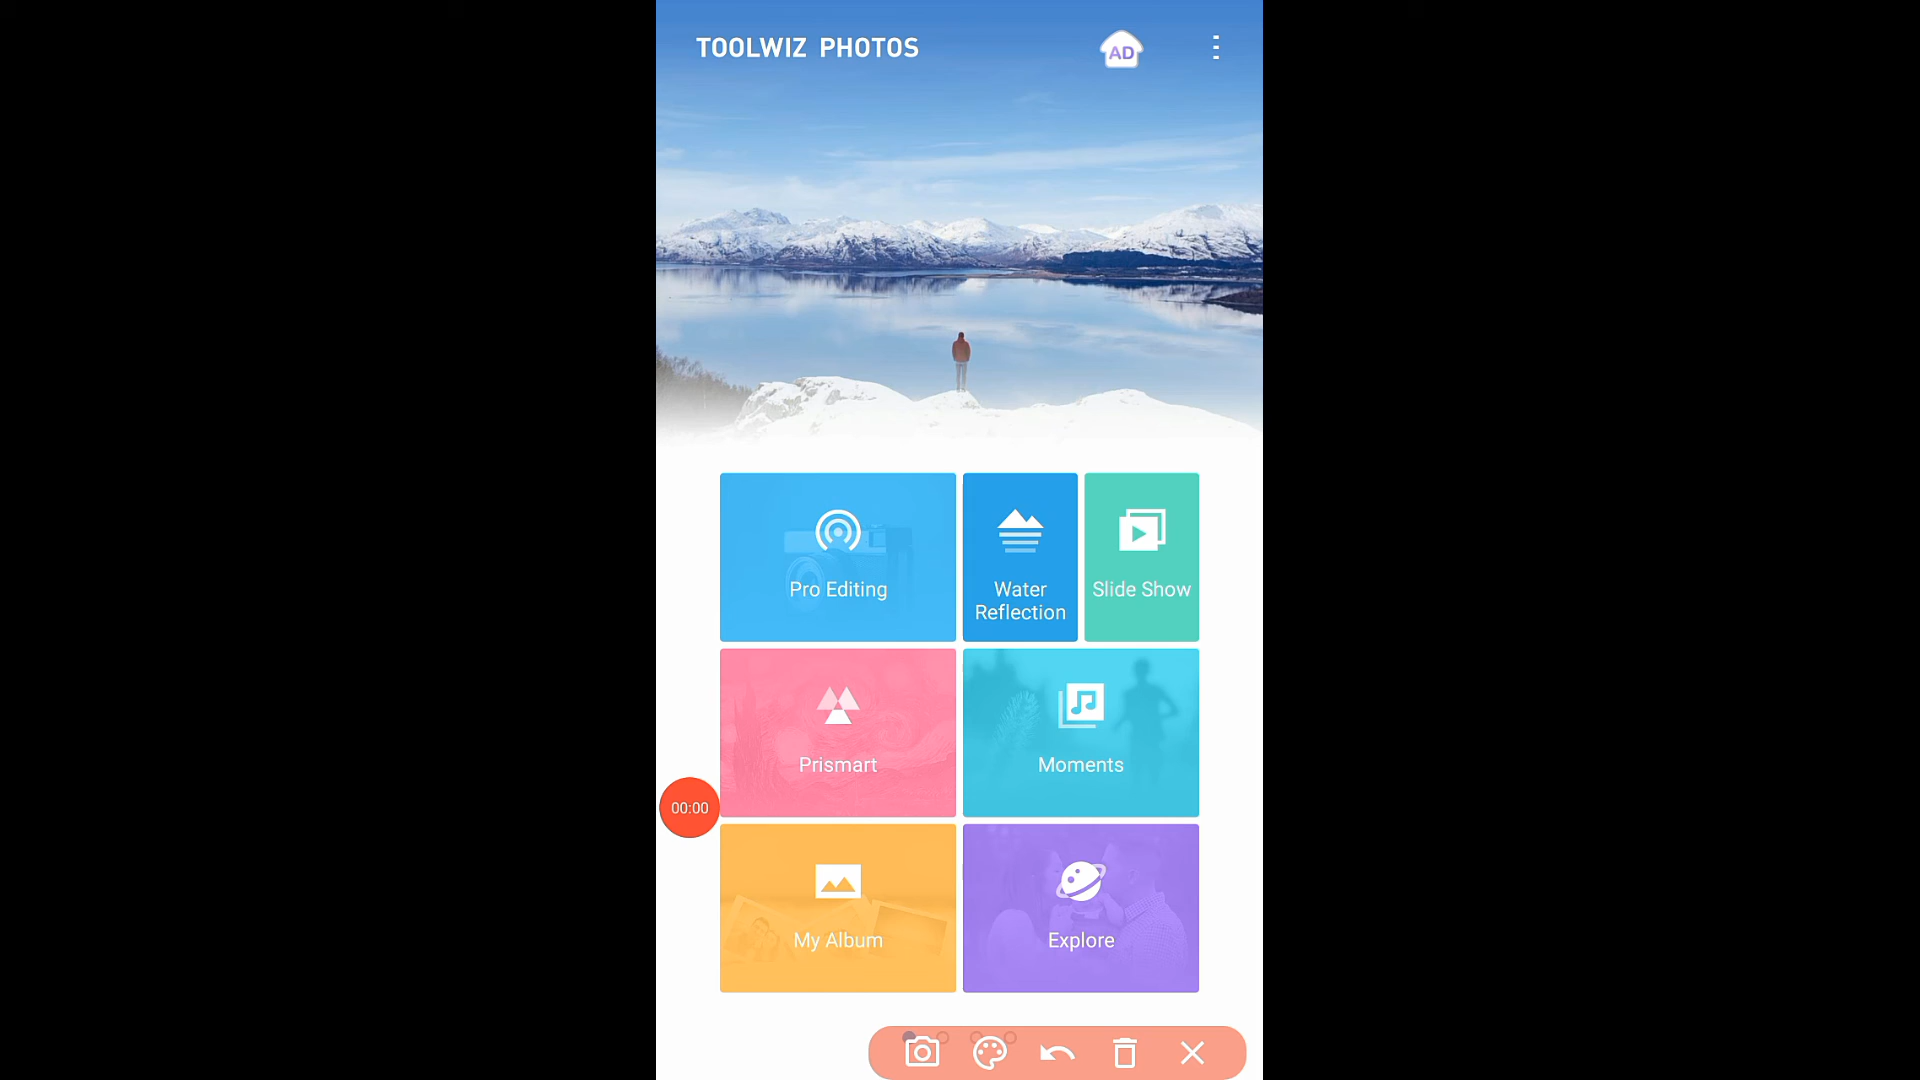 TOOLWIZ PHOTOS
AD
Pro Editing
Water
Reflection
Slide Show
Prismart
Moments
00:00
My Album
Explore